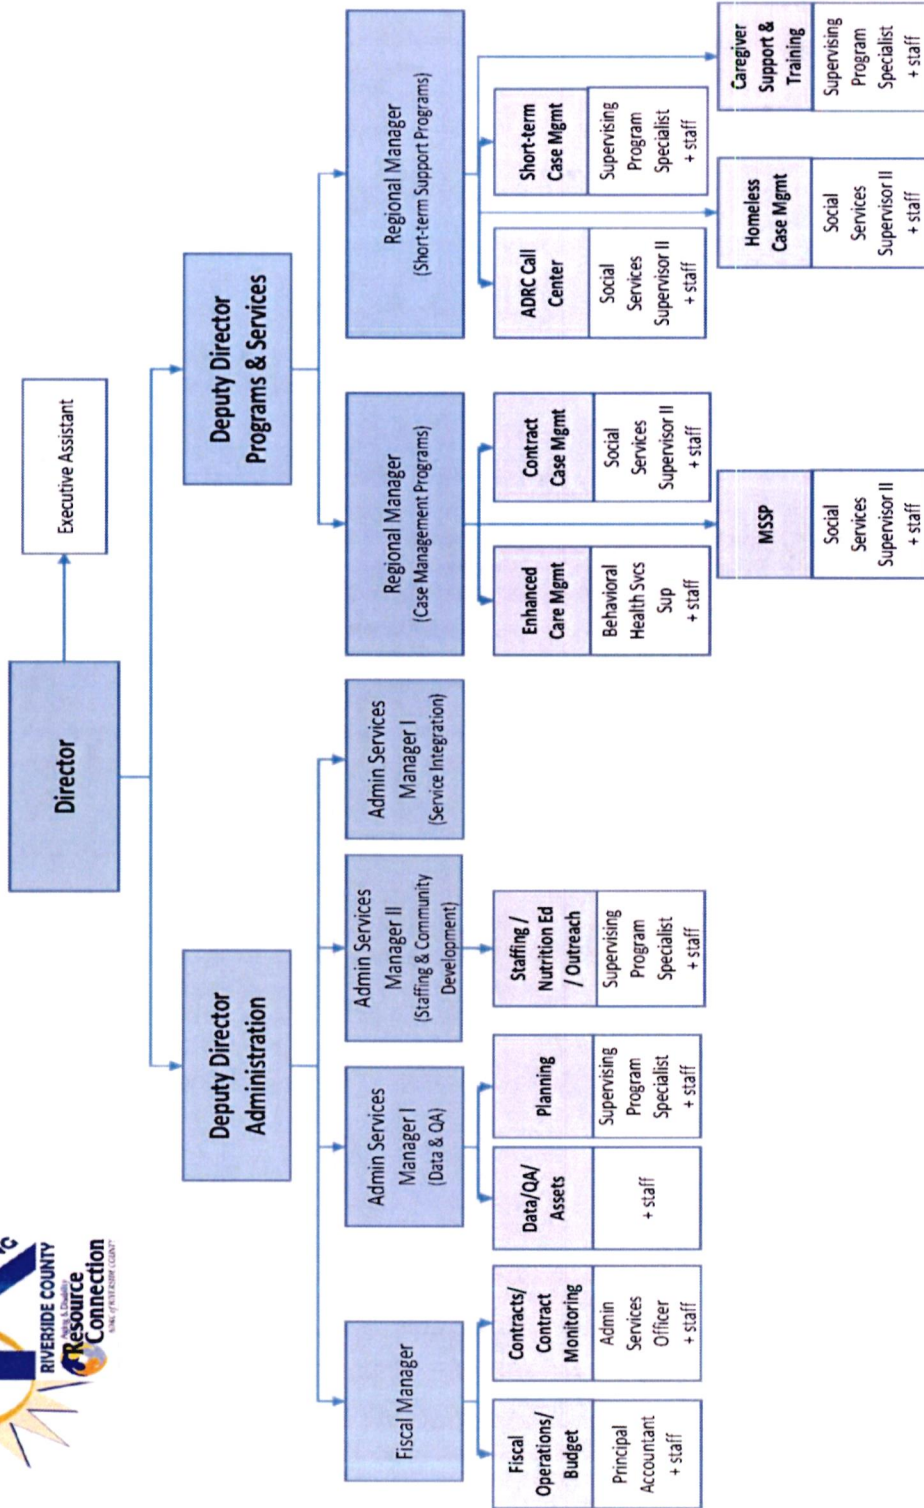 RIVERSIDE COUNTY
Aging & Disability
Resource
Connection
Director
Executive Assistant
Deputy Director
Administration
Deputy Director
Programs & Services
Fiscal Manager
Admin Services
Manager I
(Data & QA)
Admin Services
Manager II
(Staffing & Community
Development)
Admin Services
Manager I
(Service Integration)
Regional Manager
(Case Management Programs)
Regional Manager
(Short-term Support Programs)
Fiscal
Operations/
Budget
Principal
Accountant
+ staff
Contracts/
Contract
Monitoring
Admin
Services
Officer
+ staff
Data/QA/
Assets
+ staff
Planning
Supervising
Program
Specialist
+ staff
Staffing /
Nutrition Ed
/ Outreach
Supervising
Program
Specialist
+ staff
Enhanced
Care Mgmt
Behavioral
Health Svcs
Sup
+ staff
Contract
Case Mgmt
Social
Services
Supervisor II
+ staff
ADRC Call
Center
Social
Services
Supervisor II
+ staff
Short-term
Case Mgmt
Supervising
Program
Specialist
+ staff
MSSP
Social
Services
Supervisor II
+ staff
Homeless
Case Mgmt
Social
Services
Supervisor II
+ staff
Caregiver
Support &
Training
Supervising
Program
Specialist
+ staff